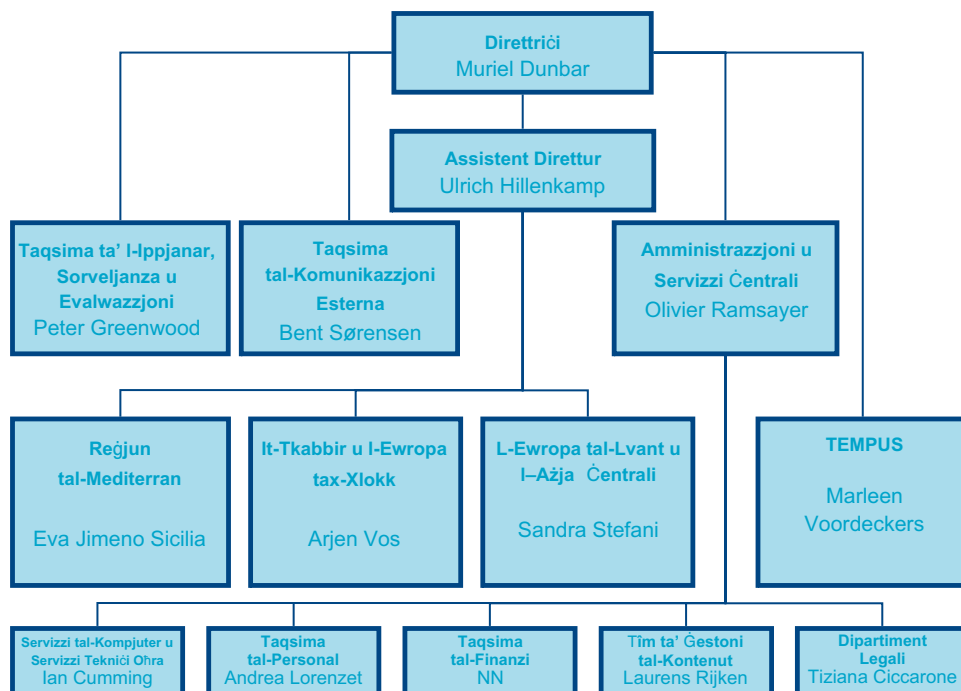 Direttriċi
Muriel Dunbar
Assistent Direttur
Ulrich Hillenkamp
Taqsima ta' l-Ippjanar,
Sorveljanza u
Evalwazzjoni
Peter Greenwood
Taqsima
tal-Komunikazzjoni
Esterna
Bent Sørensen
Amministrazzjoni u
Servizzi Ċentrali
Olivier Ramsayer
Reġjun
tal-Mediterran
Eva Jimeno Sicilia
It-Tkabbir u l-Ewropa
tax-Xlokk
Arjen Vos
L-Ewropa tal-Lvant u
l–Ażja Ċentrali
Sandra Stefani
TEMPUS
Marleen
Voordeckers
Servizzi tal-Kompjuter u
Servizzi Tekniċi Oħra
Ian Cumming
Taqsima
tal-Personal
Andrea Lorenzet
Taqsima
tal-Finanzi
NN
Tîm ta' Ġestoni
tal-Kontenut
Laurens Rijken
Dipartiment
Legali
Tiziana Ciccarone